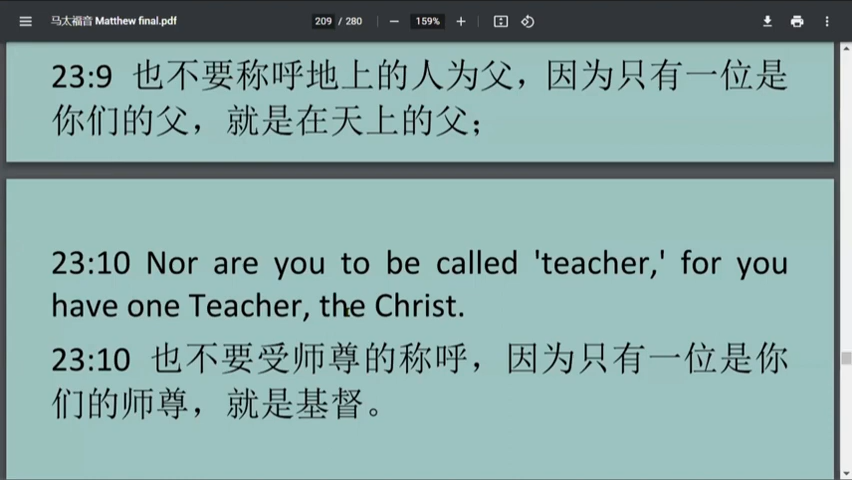 马太福音 Matthew final.pdf
209 / 280
159%
23:9 也不要称呼地上的人为父，因为只有一位是
你们的父，就是在天上的父；
23:10 Nor are you to be called 'teacher,' for you
have one Teacher, the Christ.
23:10 也不要受师尊的称呼，因为只有一位是你
们的师尊，就是基督。